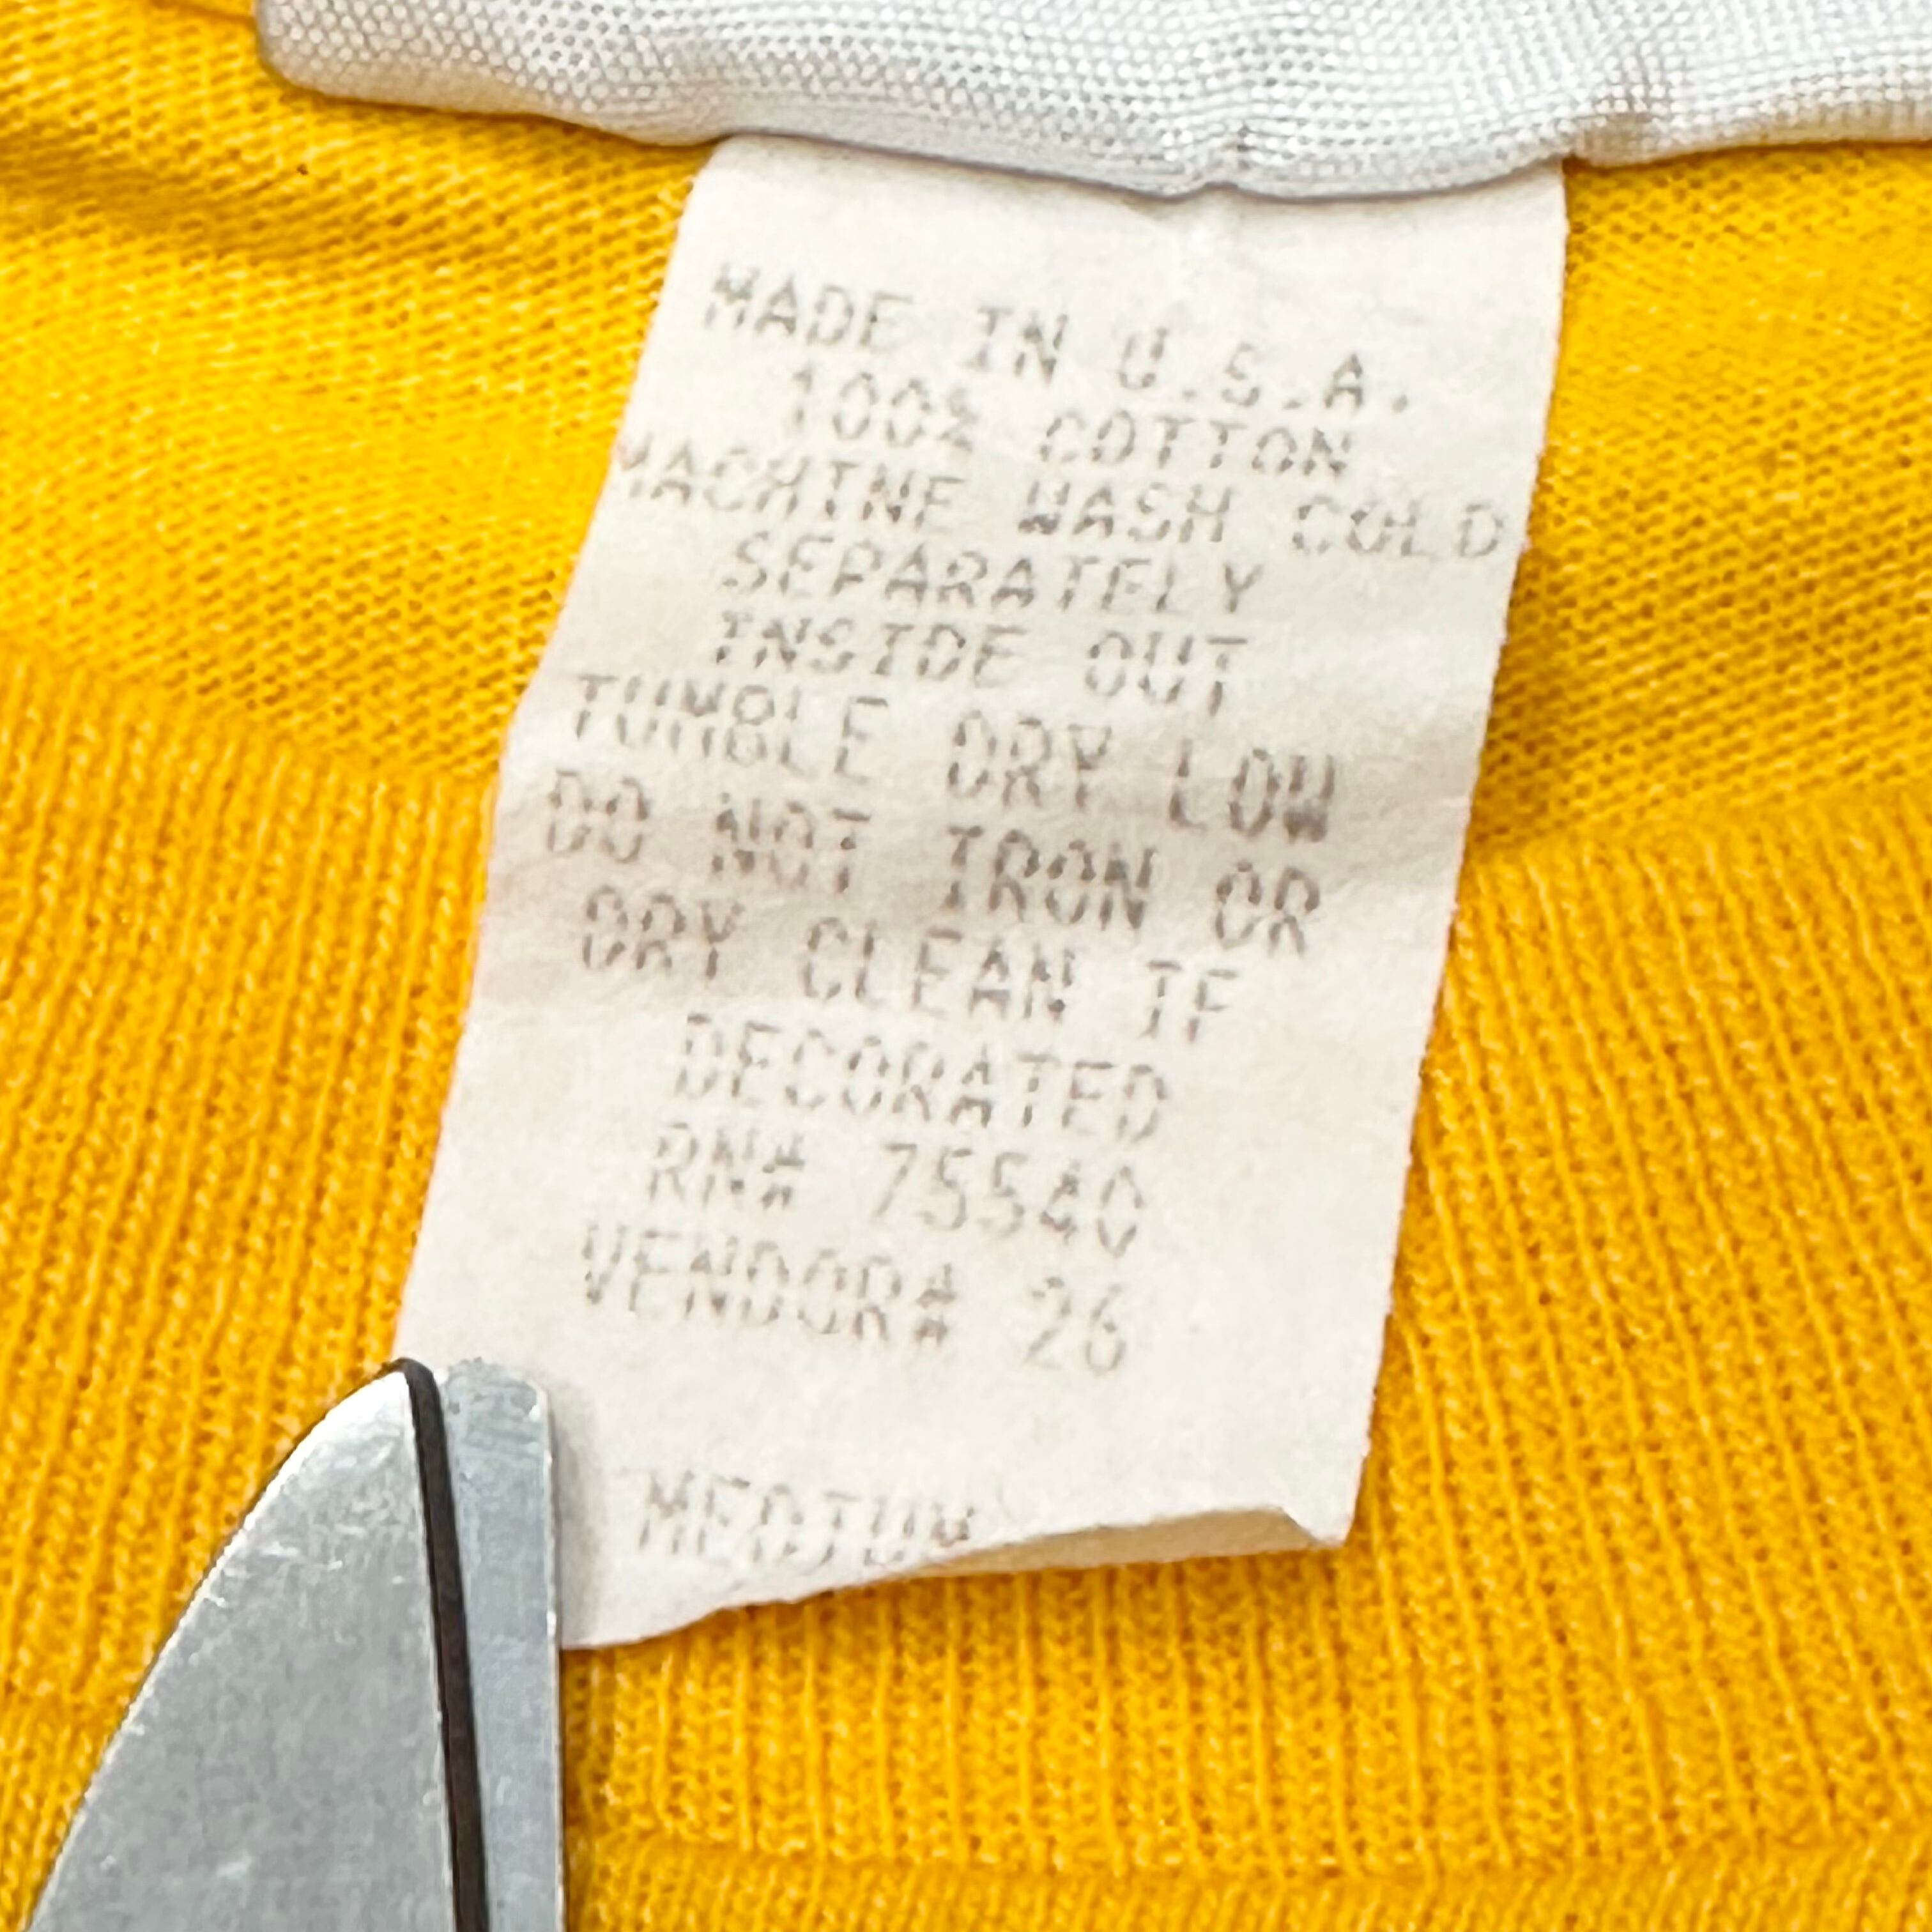 MADE IN U.S.A.
100% COTTON
MACHINE WASH COLD
SEPARATELY
INSIDE OUT
TUMBLE DRY LOW
DO NOT IRON OR
DRY CLEAN IF
DECORATED
RN# 75540
VENDOR# 26
MEDIUM